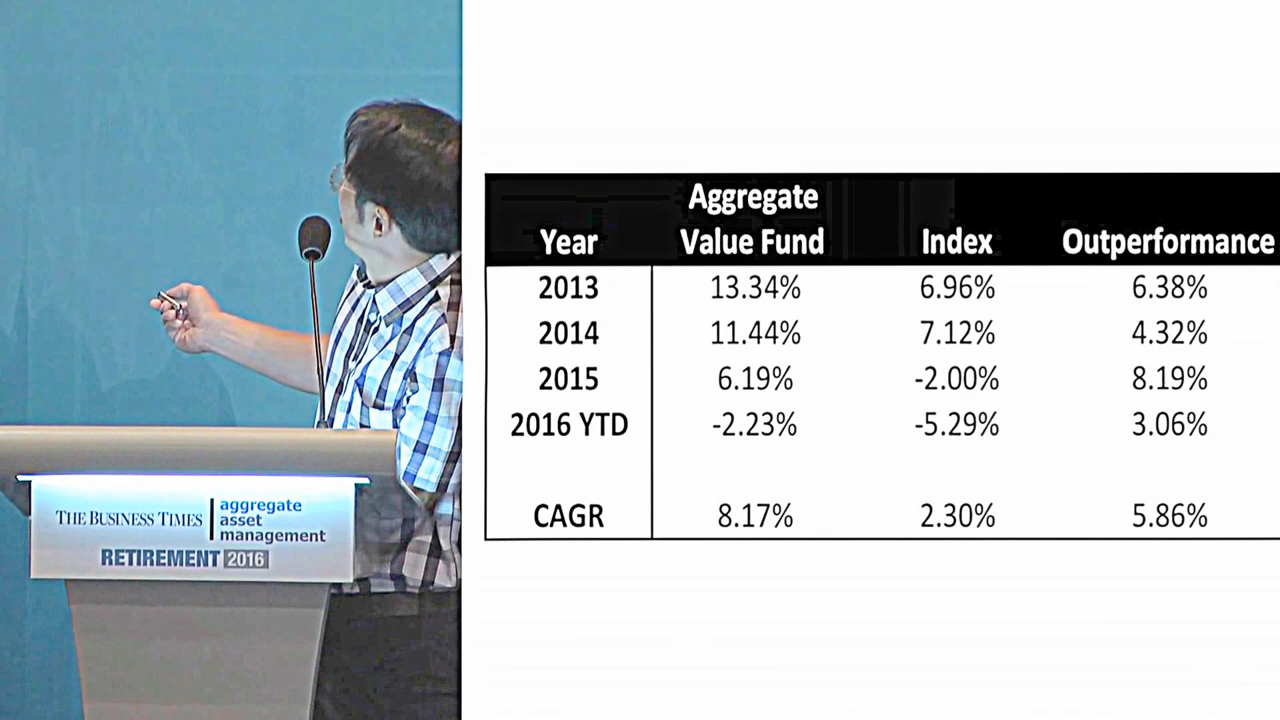 Aggregate
Year Value Fund Index Outperformance
2013 13.34% 6.96% 6.38%
2014 11.44% 7.12% 4.32%
2015 6.19% -2.00% 8.19%
2016 YTD -2.23% -5.29% 3.06%
CAGR 8.17% 2.30% 5.86%
THE BUSINESS TIMES
aggregate
asset
management
RETIREMENT 2016